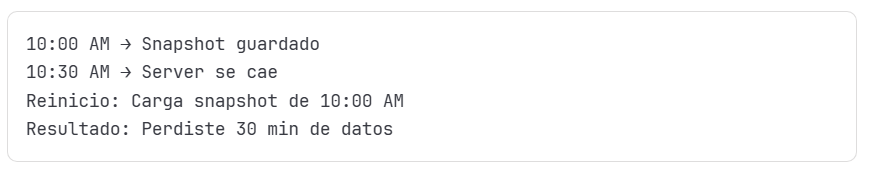 10:00 AM → Snapshot guardado
10:30 AM → Server se cae
Reinicio: Carga snapshot de 10:00 AM
Resultado: Perdiste 30 min de datos